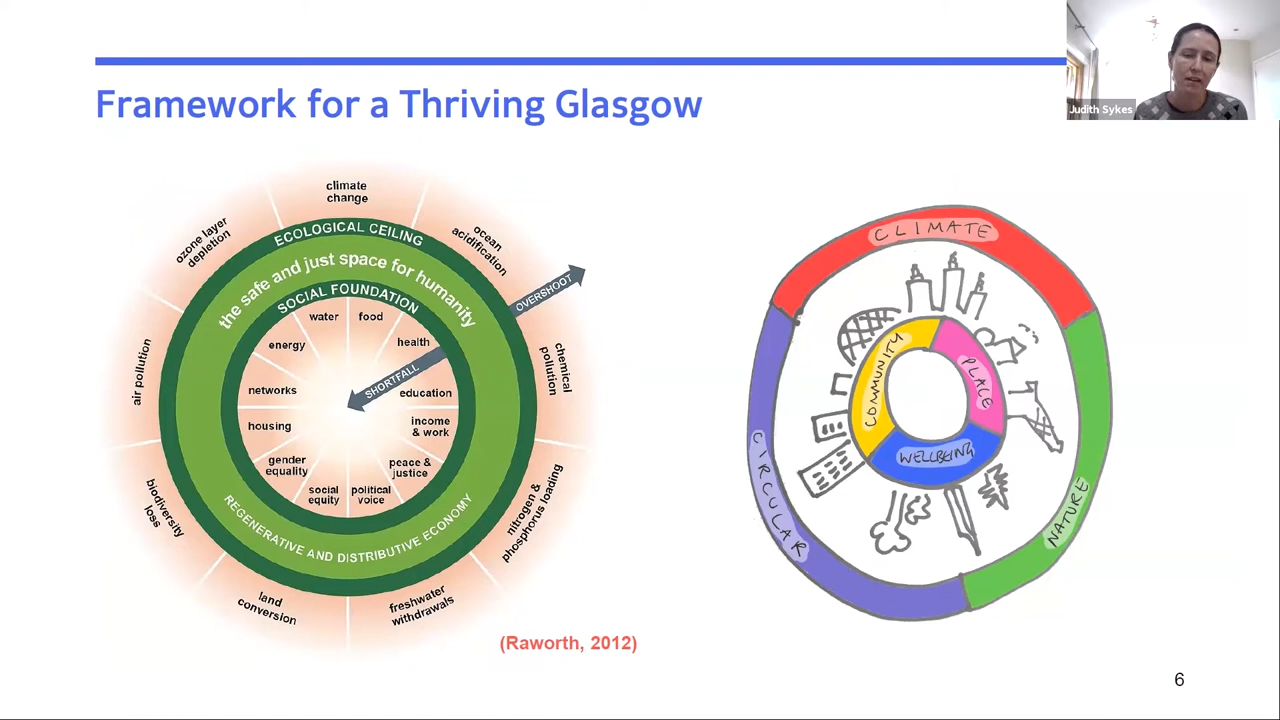 Framework for a Thriving Glasgow
Judith Sykes
climate
change
ozone layer
depletion
ocean
acidification
air pollution
chemical
pollution
biodiversity
loss
nitrogen &
phosphorus loading
land
conversion
freshwater
withdrawals
ECOLOGICAL CEILING
the safe and just space for humanity
SOCIAL FOUNDATION
OVERSHOOT
SHORTFALL
water
food
energy
health
networks
education
housing
income
& work
gender
equality
peace &
justice
social
equity
political
voice
REGENERATIVE AND DISTRIBUTIVE ECONOMY
(Raworth, 2012)
CLIMATE
COMMUNITY
PLACE
WELLBEING
CIRCULAR
NATURE
6